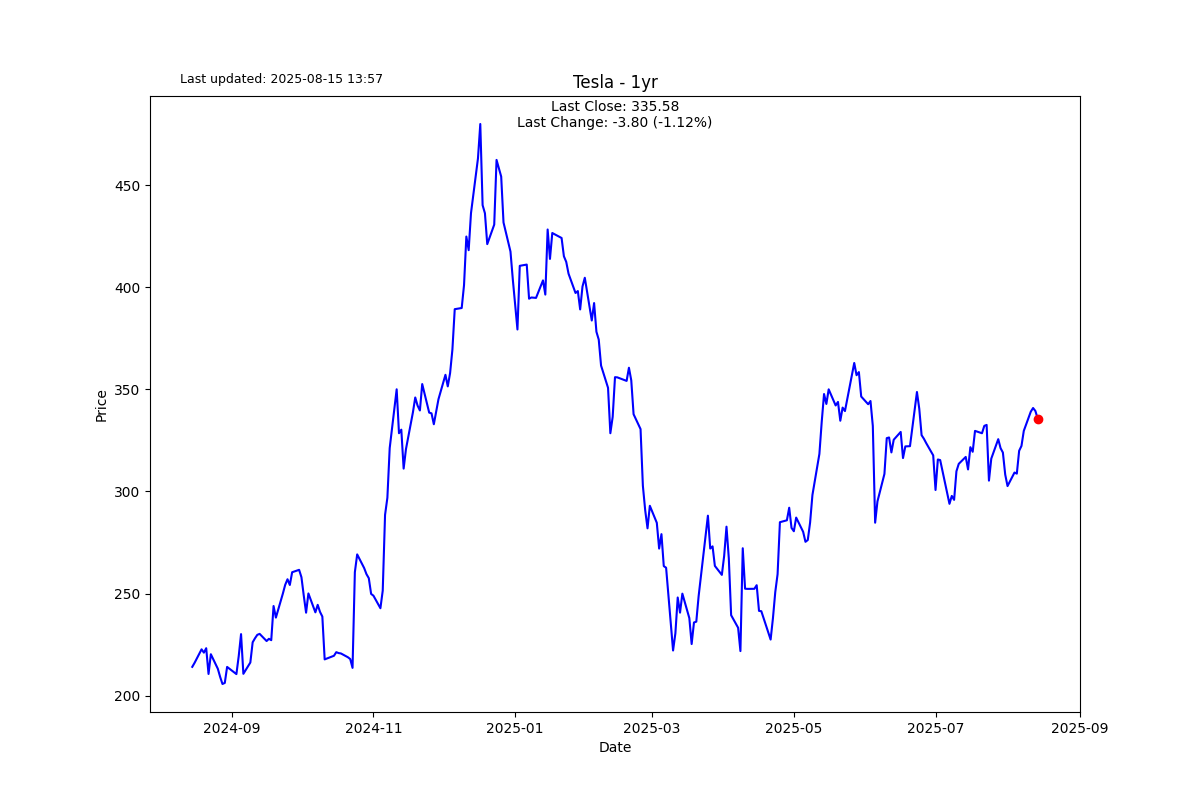 Last updated: 2025-08-15 13:57
Tesla - 1yr
Last Close: 335.58
Last Change: -3.80 (-1.12%)
450
400
350
300
250
200
Price
2024-09
2024-11
2025-01
2025-03
2025-05
2025-07
2025-09
Date